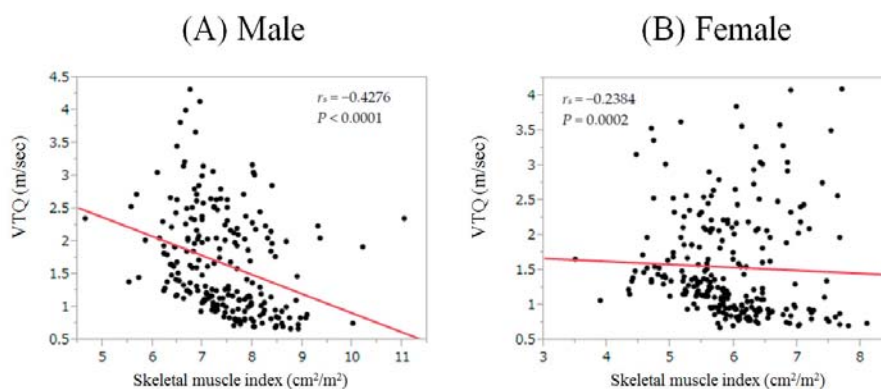 (A) Male
(B) Female
4.5
4
3.5
3
2.5
2
1.5
1
0.5
VTQ (m/sec)
rs = −0.4276
P < 0.0001
5 6 7 8 9 10 11
Skeletal muscle index (cm²/m²)
4
3.5
3
2.5
2
1.5
1
0.5
VTQ (m/sec)
rs = −0.2384
P = 0.0002
3 4 5 6 7 8
Skeletal muscle index (cm²/m²)